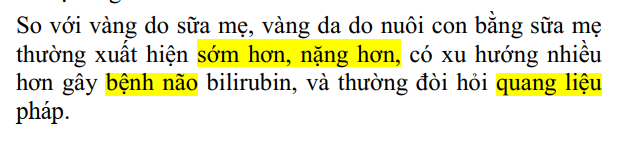 So với vàng do sữa mẹ, vàng da do nuôi con bằng sữa mẹ
thường xuất hiện sớm hơn, nặng hơn, có xu hướng nhiều
hơn gây bệnh não bilirubin, và thường đòi hỏi quang liệu
pháp.